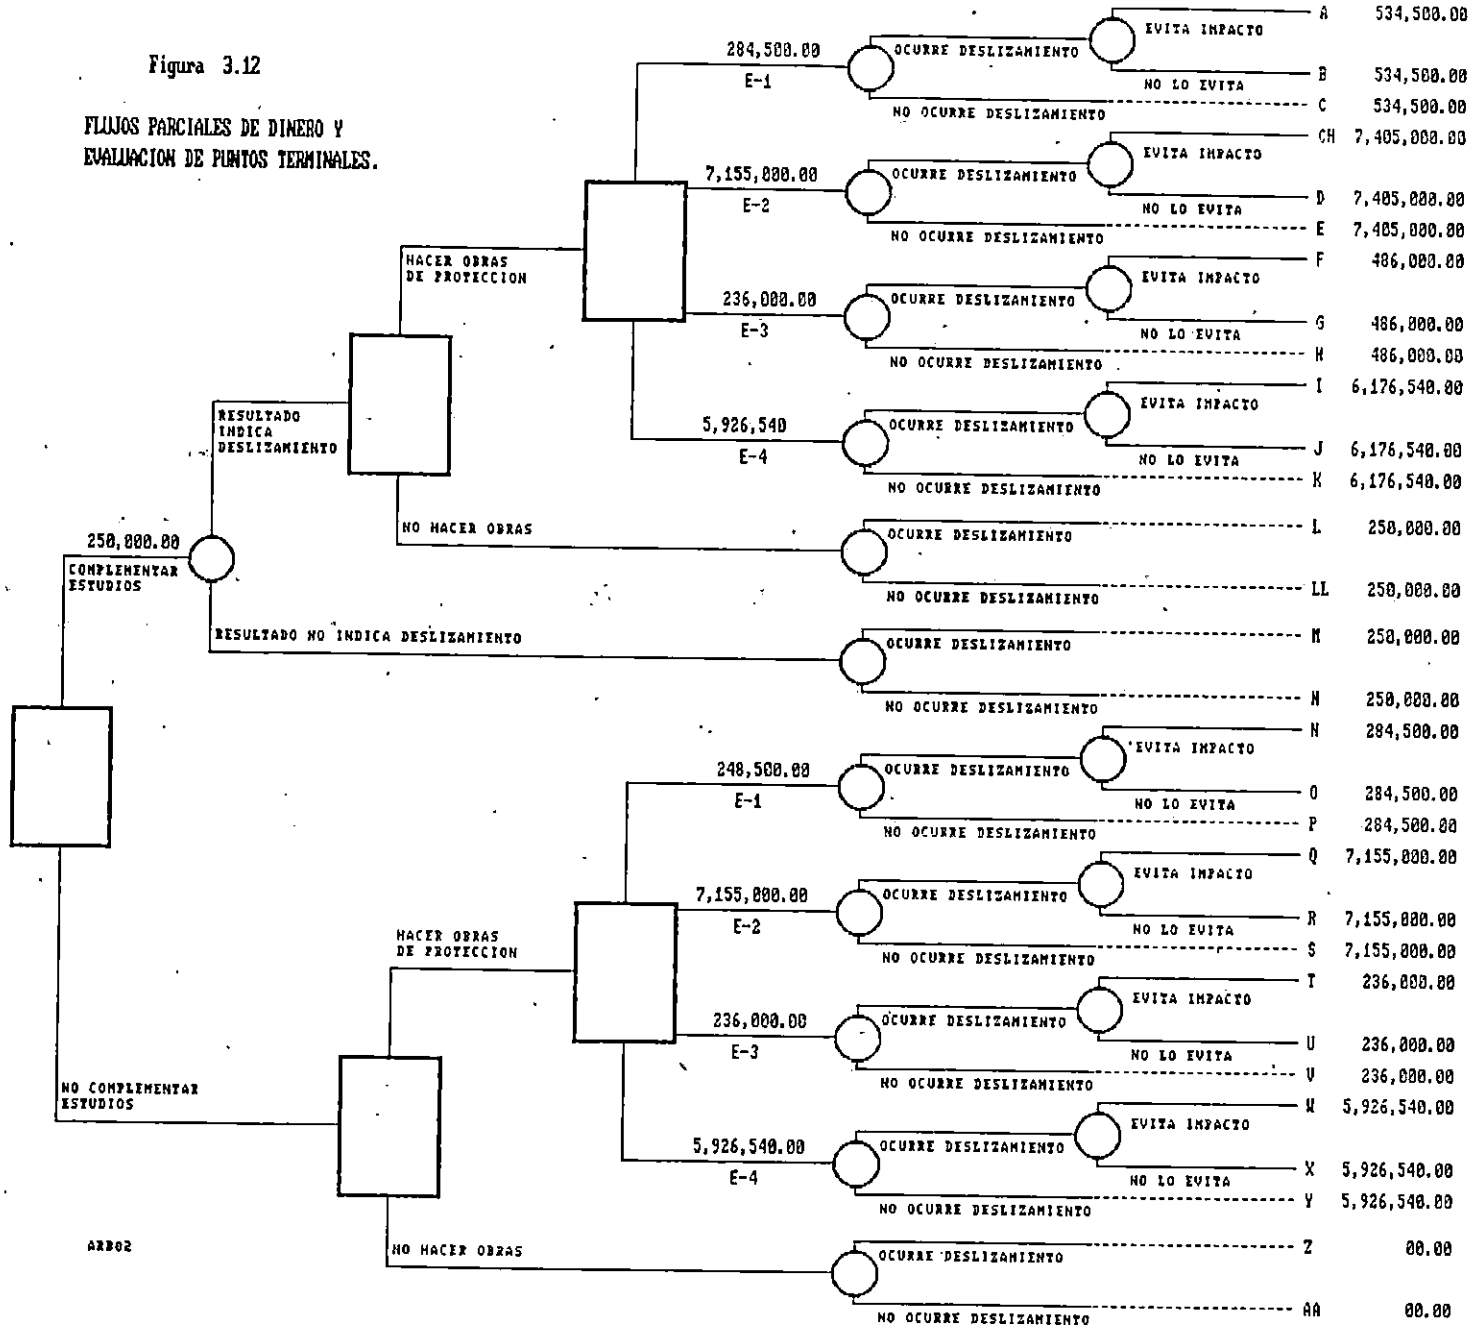 Figura 3.12
FLUJOS PARCIALES DE DINERO Y
EVALUACION DE PUNTOS TERMINALES.
284,500.00
E-1
OCURRE DESLIZAMIENTO
EVITA IMPACTO
A 534,500.00
NO LO EVITA
B 534,500.00
NO OCURRE DESLIZAMIENTO
C 534,500.00
7,155,000.00
E-2
OCURRE DESLIZAMIENTO
EVITA IMPACTO
CH 7,405,000.00
NO LO EVITA
D 7,405,000.00
NO OCURRE DESLIZAMIENTO
E 7,405,000.00
HACER OBRAS
DE PROTECCION
236,000.00
E-3
OCURRE DESLIZAMIENTO
EVITA IMPACTO
F 486,000.00
NO LO EVITA
G 486,000.00
NO OCURRE DESLIZAMIENTO
H 486,000.00
5,926,540
E-4
OCURRE DESLIZAMIENTO
EVITA IMPACTO
I 6,176,540.00
NO LO EVITA
J 6,176,540.00
NO OCURRE DESLIZAMIENTO
K 6,176,540.00
RESULTADO
INDICA
DESLIZAMIENTO
NO HACER OBRAS
OCURRE DESLIZAMIENTO
L 250,000.00
NO OCURRE DESLIZAMIENTO
LL 250,000.00
250,000.00
COMPLEMENTAR
ESTUDIOS
RESULTADO NO INDICA DESLIZAMIENTO
OCURRE DESLIZAMIENTO
M 250,000.00
NO OCURRE DESLIZAMIENTO
N 250,000.00
248,500.00
E-1
OCURRE DESLIZAMIENTO
EVITA IMPACTO
N 284,500.00
NO LO EVITA
O 284,500.00
NO OCURRE DESLIZAMIENTO
P 284,500.00
7,155,000.00
E-2
OCURRE DESLIZAMIENTO
EVITA IMPACTO
Q 7,155,000.00
NO LO EVITA
R 7,155,000.00
NO OCURRE DESLIZAMIENTO
S 7,155,000.00
HACER OBRAS
DE PROTECCION
236,000.00
E-3
OCURRE DESLIZAMIENTO
EVITA IMPACTO
T 236,000.00
NO LO EVITA
U 236,000.00
NO OCURRE DESLIZAMIENTO
V 236,000.00
NO COMPLEMENTAR
ESTUDIOS
5,926,540.00
E-4
OCURRE DESLIZAMIENTO
EVITA IMPACTO
W 5,926,540.00
NO LO EVITA
X 5,926,540.00
NO OCURRE DESLIZAMIENTO
Y 5,926,540.00
NO HACER OBRAS
OCURRE DESLIZAMIENTO
Z 00.00
NO OCURRE DESLIZAMIENTO
AA 00.00
ARB02